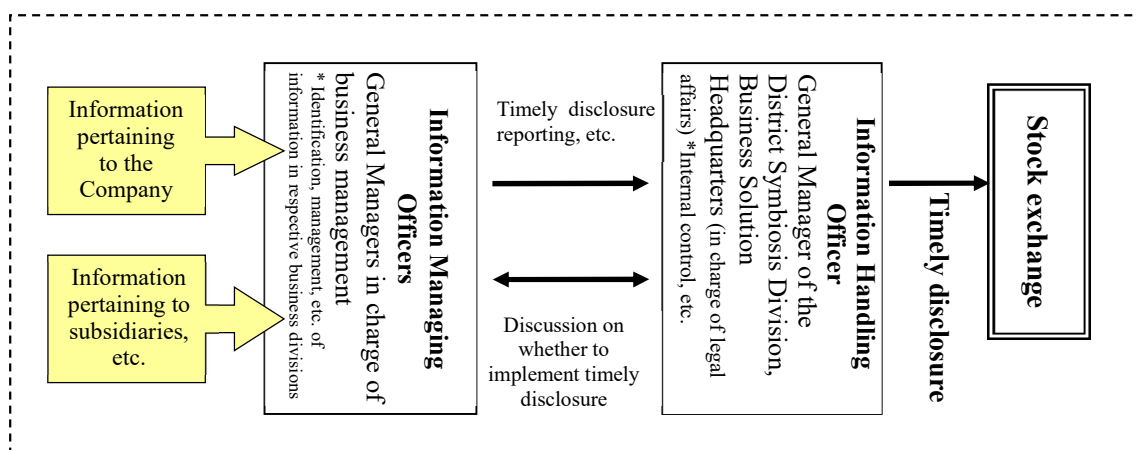 Information
pertaining
to the
Company
Information
pertaining to
subsidiaries,
etc.
Information Managing
Officers
General Managers in charge of
business management
* Identification, management, etc. of
information in respective business divisions
Timely disclosure
reporting, etc.
Discussion on
whether to
implement timely
disclosure
Information Handling
Officer
General Manager of the
District Symbiosis Division,
Business Solution
Headquarters (in charge of legal
affairs) *Internal control, etc.
Timely disclosure
Stock exchange